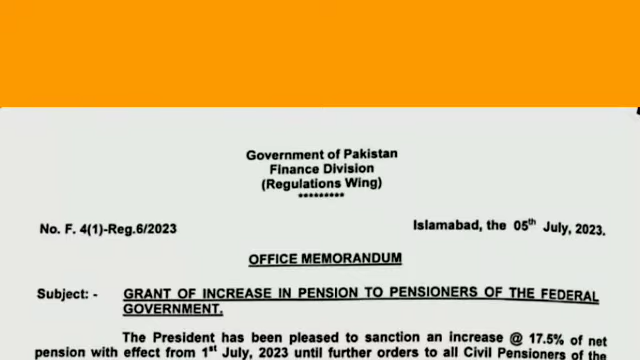 Government of Pakistan
Finance Division
(Regulations Wing)
*********
No. F. 4(1)-Reg.6/2023
Islamabad, the 05th July, 2023.
OFFICE MEMORANDUM
Subject: - GRANT OF INCREASE IN PENSION TO PENSIONERS OF THE FEDERAL
GOVERNMENT.
The President has been pleased to sanction an increase @ 17.5% of net
pension with effect from 1st July, 2023 until further orders to all Civil Pensioners of the